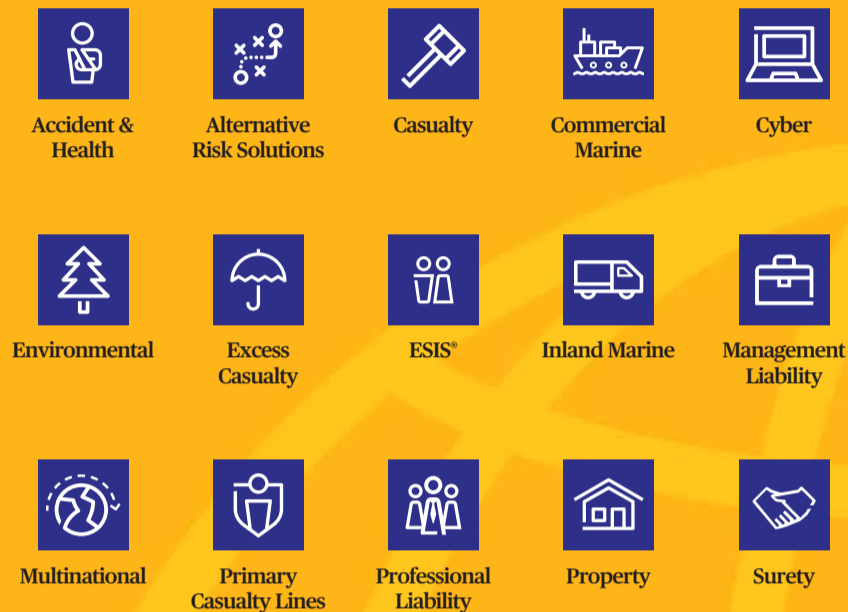 Accident &
Health
Alternative
Risk Solutions
Casualty
Commercial
Marine
Cyber
Environmental
Excess
Casualty
ESIS®
Inland Marine
Management
Liability
Multinational
Primary
Casualty Lines
Professional
Liability
Property
Surety